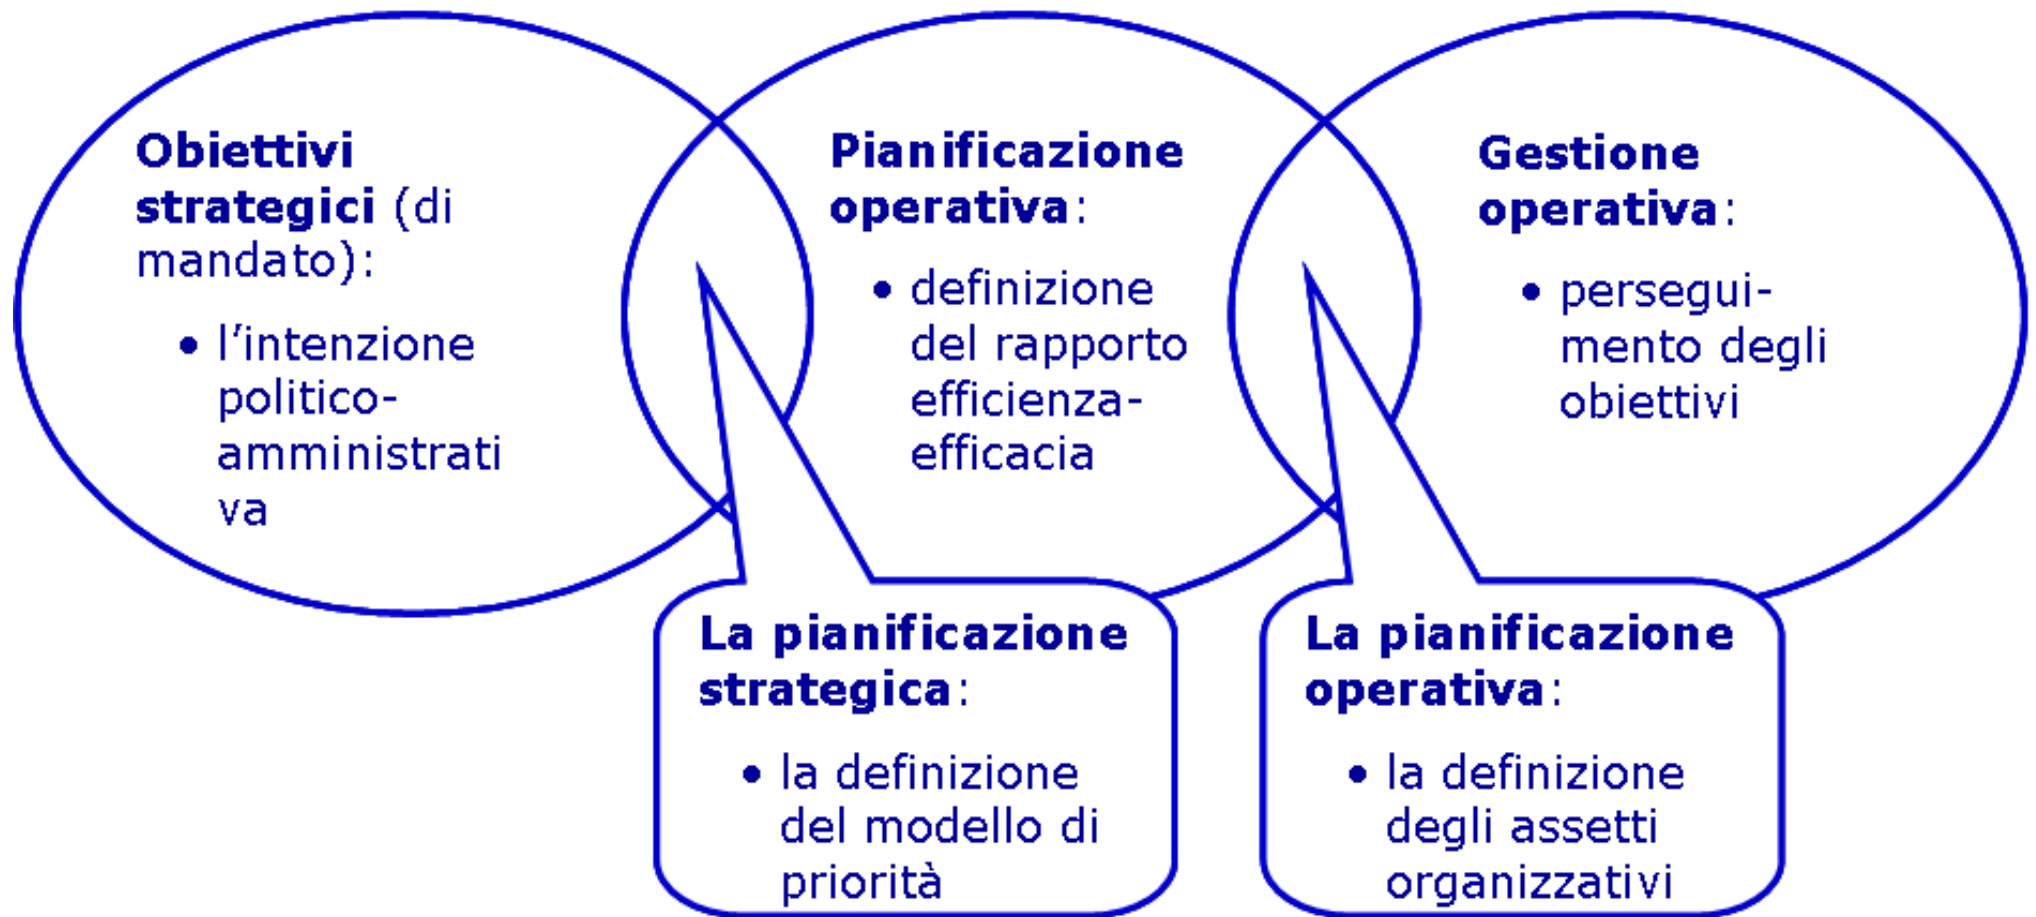 Obiettivi
strategici (di
mandato):
• l'intenzione
politico-
amministrati
va
Pianificazione
operativa:
• definizione
del rapporto
efficienza-
efficacia
Gestione
operativa:
• persegui-
mento degli
obiettivi
La pianificazione
strategica:
• la definizione
del modello di
priorità
La pianificazione
operativa:
• la definizione
degli assetti
organizzativi